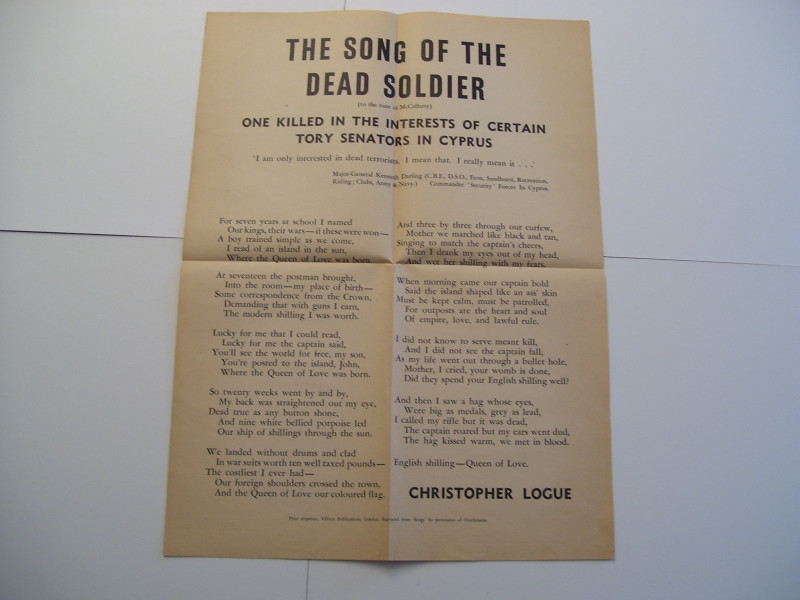 THE SONG OF THE
DEAD SOLDIER
(to the tune of McCafferty)
ONE KILLED IN THE INTERESTS OF CERTAIN
TORY SENATORS IN CYPRUS
'I am only interested in dead terrorists. I mean that. I really mean it . . .'
Major-General Kenneth Darling (C.B.E., D.S.O., Eton, Sandhurst, Recreation,
Riding; Clubs, Army & Navy.) Commander 'Security' Forces In Cyprus.
For seven years at school I named
Our kings, their wars—if these were won—
A boy trained simple as we come,
I read of an island in the sun,
Where the Queen of Love was born.
At seventeen the postman brought,
Into the room—my place of birth—
Some correspondence from the Crown,
Demanding that with guns I earn,
The modern shilling I was worth.
Lucky for me that I could read,
Lucky for me the captain said,
You'll see the world for free, my son,
You're posted to the island, John,
Where the Queen of Love was born.
So twenty weeks went by and by,
My back was straightened out my eye,
Dead true as any button shone,
And nine white bellied porpoise led
Our ship of shillings through the sun.
We landed without drums and clad
In war suits worth ten well taxed pounds—
The costliest I ever had—
Our foreign shoulders crossed the town,
And the Queen of Love our coloured flag.
And three by three through our curfew,
Mother we marched like black and tan,
Singing to match the captain's cheers,
Then I drank my eyes out of my head,
And wet her shilling with my fears.
When morning came our captain bold
Said the island shaped like an ass' skin
Must be kept calm, must be patrolled,
For outposts are the heart and soul
Of empire, love, and lawful rule.
I did not know to serve meant kill,
And I did not see the captain fall,
As my life went out through a bullet hole,
Mother, I cried, your womb is done,
Did they spend your English shilling well?
And then I saw a hag whose eyes,
Were big as medals, grey as lead,
I called my rifle but it was dead,
The captain roared but my ears went dud,
The hag kissed warm, we met in blood.
English shilling—Queen of Love.
CHRISTOPHER LOGUE
Publications, London. Reprinted from 'Songs' by permission of Hutchinsons.